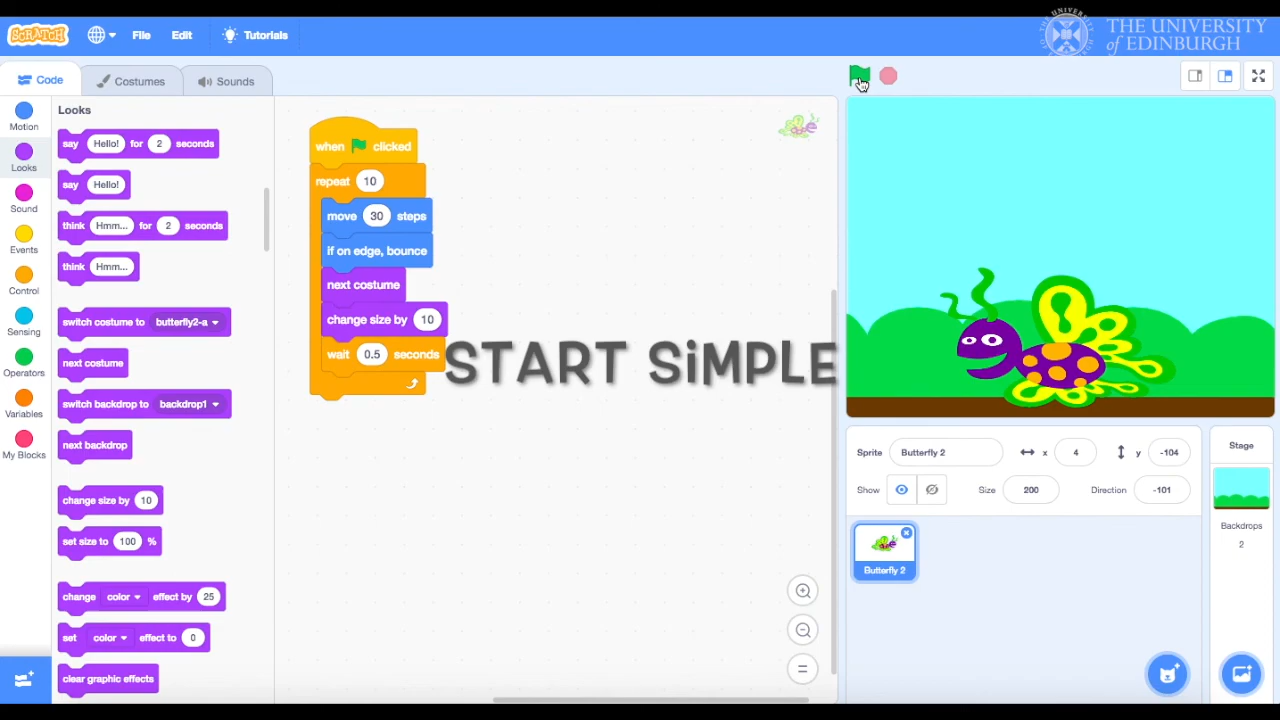 SCRATCH File Edit Tutorials
THE UNIVERSITY
of EDINBURGH
Code Costumes Sounds
Motion
Looks
Sound
Events
Control
Sensing
Operators
Variables
My Blocks
Looks
say Hello! for 2 seconds
say Hello!
think Hmm... for 2 seconds
think Hmm...
switch costume to butterfly2-a
next costume
switch backdrop to backdrop1
next backdrop
change size by 10
set size to 100 %
change color effect by 25
set color effect to 0
clear graphic effects
when clicked
repeat 10
move 30 steps
if on edge, bounce
next costume
change size by 10
wait 0.5 seconds
START SiMPLE
Sprite Butterfly 2 x 4 y -104
Show Size 200 Direction -101
Butterfly 2
Stage
Backdrops
2